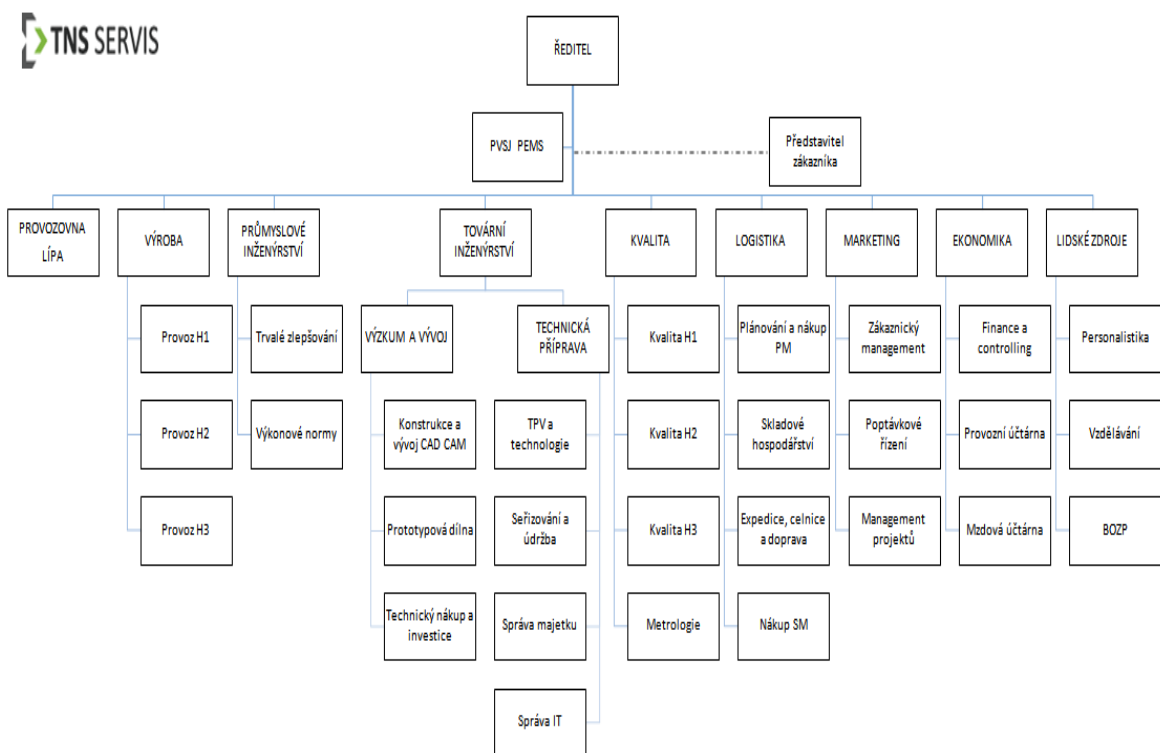 TNS SERVIS
ŘEDITEL
PVSJ PEMS
Představitel
zákazníka
PROVOZOVNA
LÍPA
VÝROBA
PRŮMYSLOVÉ
INŽENÝRSTVÍ
TOVÁRNÍ
INŽENÝRSTVÍ
KVALITA
LOGISTIKA
MARKETING
EKONOMIKA
LIDSKÉ ZDROJE
Provoz H1
Trvalé zlepšování
VÝZKUM A VÝVOJ
TECHNICKÁ
PŘÍPRAVA
Kvalita H1
Plánování a nákup
PM
Zákaznický
management
Finance a
controlling
Personalistika
Provoz H2
Výkonové normy
Konstrukce a
vývoj CAD CAM
TPV a
technologie
Kvalita H2
Skladové
hospodářství
Poptávkové
řízení
Provozní účtárna
Vzdělávání
Provoz H3
Prototypová dílna
Seřizování a
údržba
Kvalita H3
Expedice, celnice
a doprava
Management
projektů
Mzdová účtárna
BOZP
Technický nákup a
investice
Správa majetku
Metrologie
Nákup SM
Správa IT